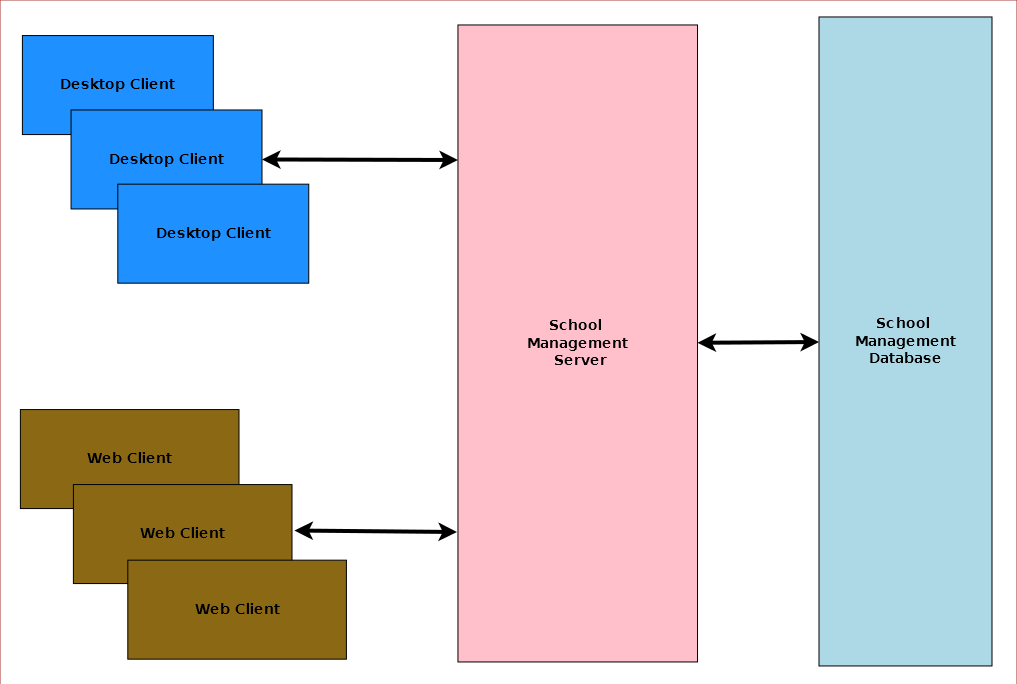 Desktop Client
Desktop Client
Desktop Client
Web Client
Web Client
Web Client
School
Management
Server
School
Management
Database